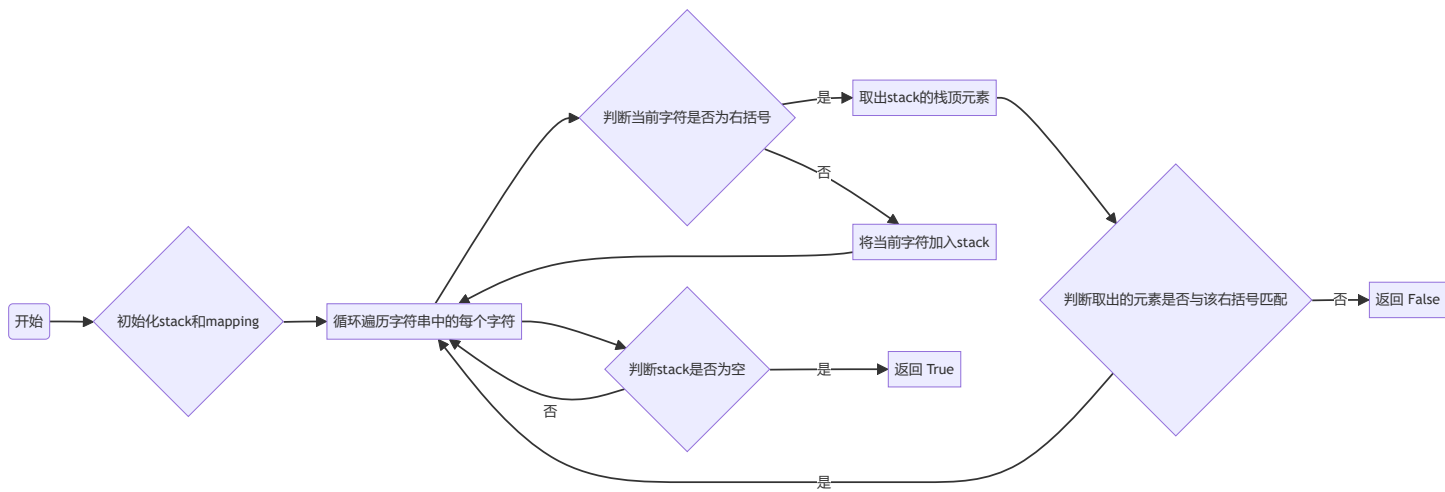 开始
初始化stack和mapping
循环遍历字符串中的每个字符
判断当前字符是否为右括号
是
取出stack的栈顶元素
否
将当前字符加入stack
判断取出的元素是否与该右括号匹配
否
返回 False
判断stack是否为空
是
返回 True
否
是